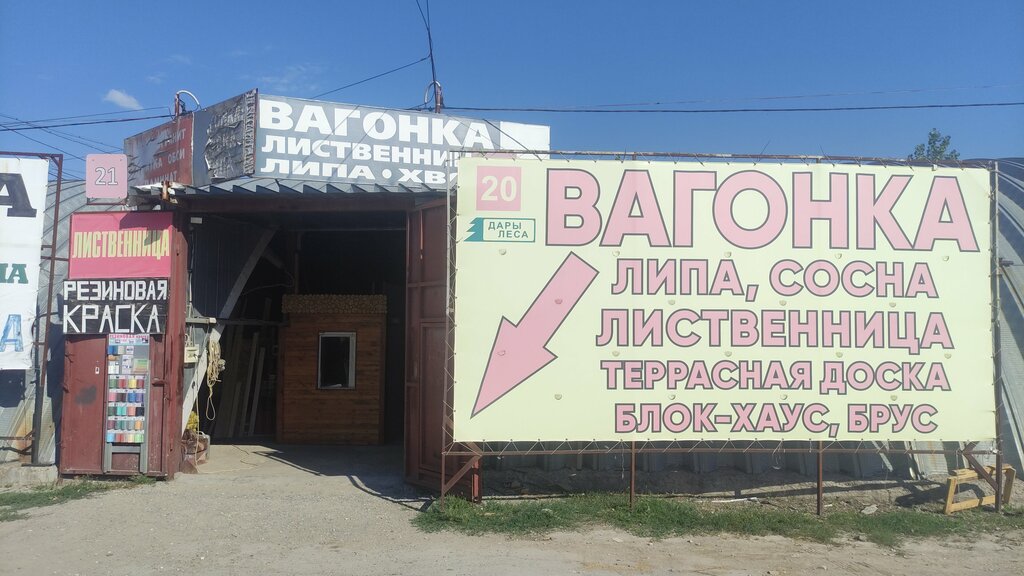 ВАГОНКА
ЛИСТВЕННИ
ЛИПА • ХВ
21
ЛИСТВЕННИЦА
РЕЗИНОВАЯ
КРАСКА
20
ДАРЫ
ЛЕСА
ВАГОНКА
ЛИПА, СОСНА
ЛИСТВЕННИЦА
ТЕРРАСНАЯ ДОСКА
БЛОК-ХАУС, БРУС